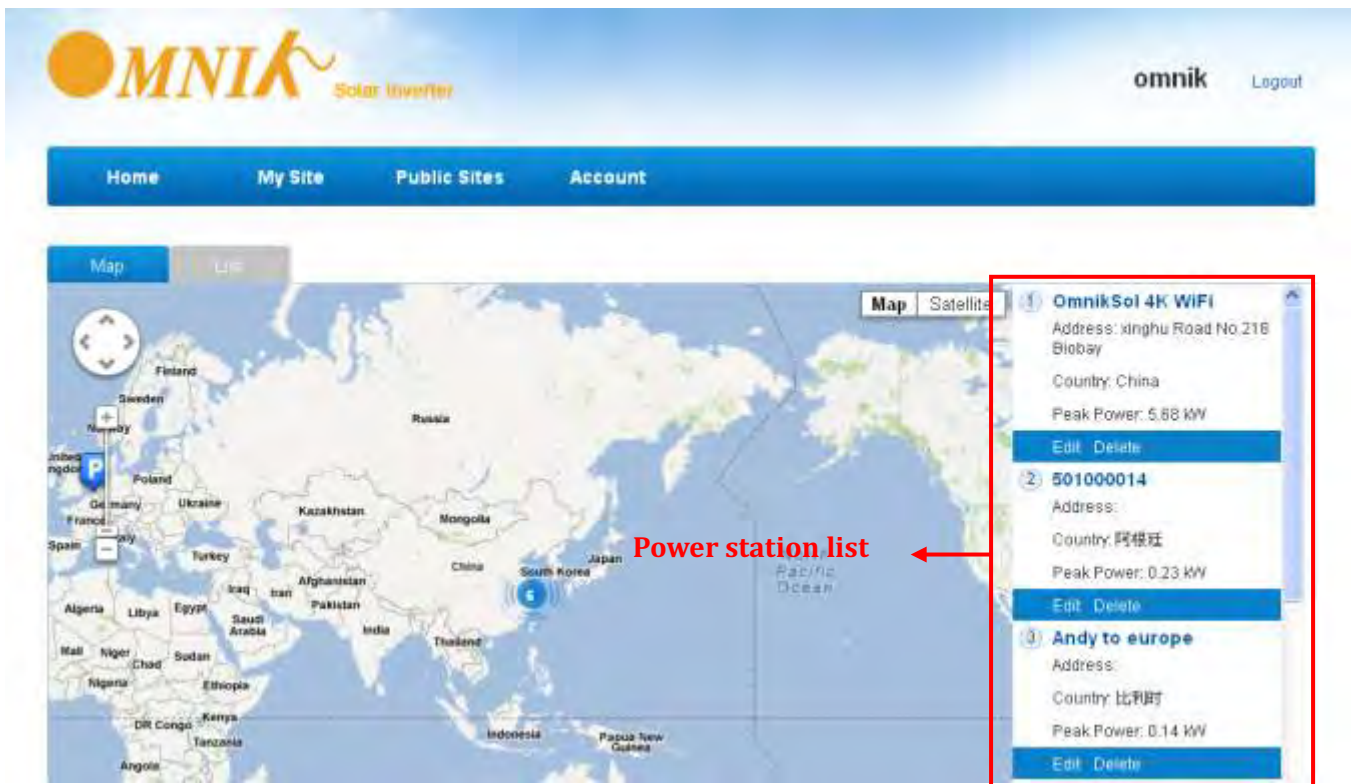 OMNIK Solar Inverter
omnik Logout
Home My Site Public Sites Account
Map List
Map Satellite
Finland
Sweden
Norway
Russia
Poland
Germany
Ukraine
France
Kazakhstan
Mongolia
Spain
Italy
Turkey
Japan
China
South Korea
Iraq
Iran
Afghanistan
Pakistan
Algeria
Libya
Egypt
Saudi
Arabia
India
Thailand
Mali
Niger
Chad
Sudan
Nigeria
Ethiopia
DR Congo
Kenya
Tanzania
Angola
Indonesia
Papua New
Guinea
Pacific
Ocean
P
6
Power station list
1 OmnikSol 4K WiFi
Address: xinghu Road No.218
Biobay
Country: China
Peak Power: 5.68 kW
Edit Delete
2 501000014
Address:
Country: 阿根廷
Peak Power: 0.23 kW
Edit Delete
3 Andy to europe
Address:
Country: 比利时
Peak Power: 0.14 kW
Edit Delete